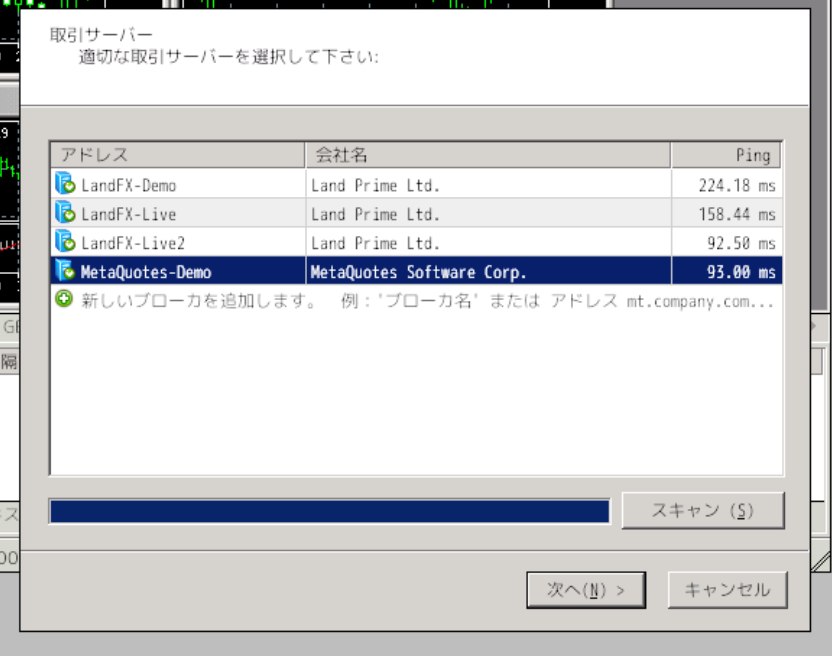 取引サーバー
適切な取引サーバーを選択して下さい:
アドレス 会社名 Ping
LandFX-Demo Land Prime Ltd. 224.18 ms
LandFX-Live Land Prime Ltd. 158.44 ms
LandFX-Live2 Land Prime Ltd. 92.50 ms
MetaQuotes-Demo MetaQuotes Software Corp. 93.00 ms
新しいブローカを追加します。 例:'ブローカ名' または アドレス mt.company.com...
隔
スキャン (S)
次へ(N) >
キャンセル